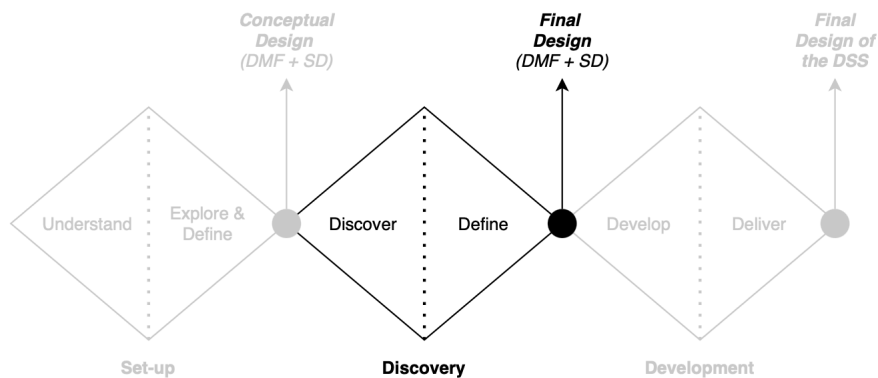 Conceptual
Design
(DMF + SD)
Final
Design
(DMF + SD)
Final
Design of
the DSS
Understand
Explore &
Define
Discover
Define
Develop
Deliver
Set-up
Discovery
Development